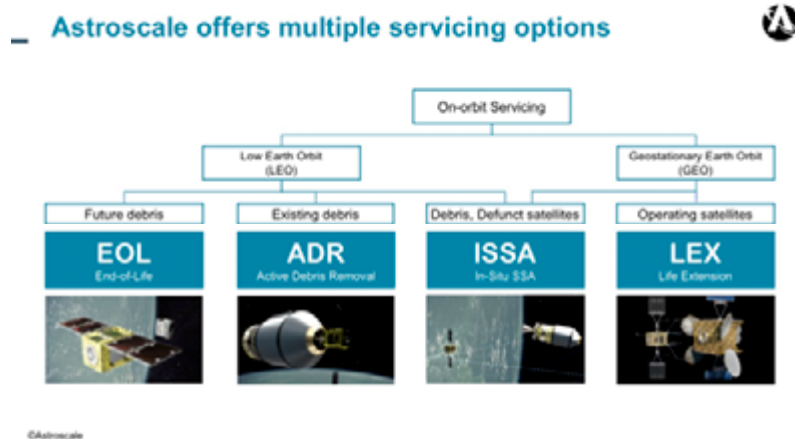 Astroscale offers multiple servicing options
On-orbit Servicing
Low Earth Orbit
(LEO)
Geostationary Earth Orbit
(GEO)
Future debris
Existing debris
Debris, Defunct satellites
Operating satellites
EOL
End-of-Life
ADR
Active Debris Removal
ISSA
In-Situ SSA
LEX
Life Extension
©Astroscale